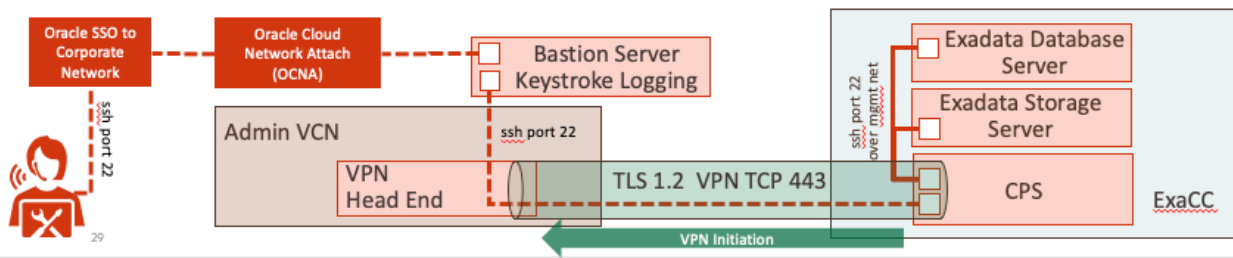 Oracle SSO to
Corporate
Network
Oracle Cloud
Network Attach
(OCNA)
Bastion Server
Keystroke Logging
Exadata Database
Server
Exadata Storage
Server
ssh port 22
over mgmt net
ssh port 22
Admin VCN
ssh port 22
VPN
Head End
TLS 1.2 VPN TCP 443
CPS
ExaCC
VPN Initiation
29